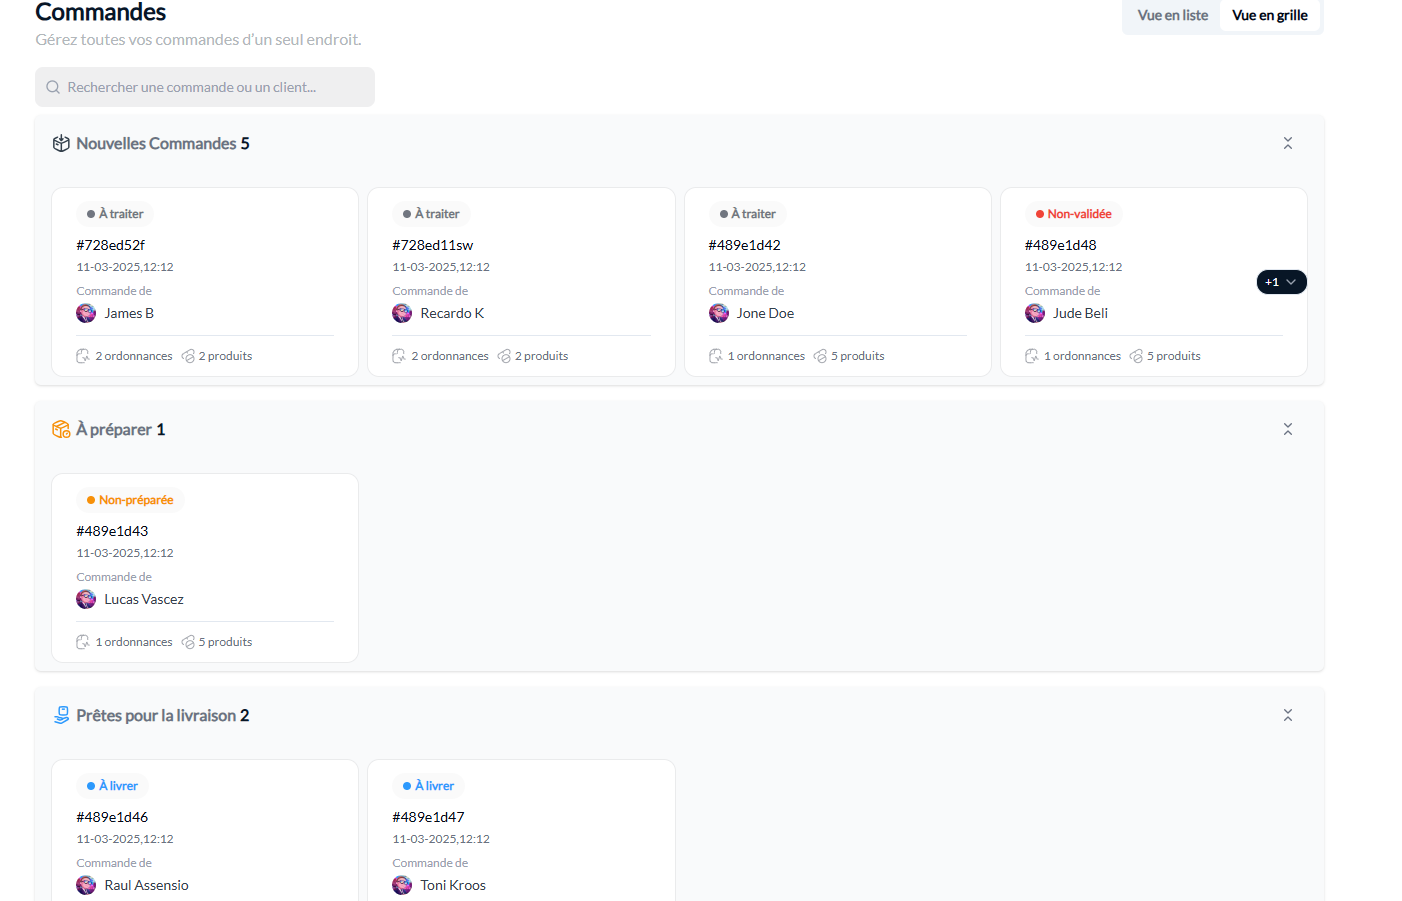 Commandes
Vue en liste Vue en grille
Gérez toutes vos commandes d’un seul endroit.
Rechercher une commande ou un client...
Nouvelles Commandes 5
À traiter À traiter À traiter Non-validée
#728ed52f #728ed11sw #489e1d42 #489e1d48
11-03-2025,12:12 11-03-2025,12:12 11-03-2025,12:12 11-03-2025,12:12
Commande de Commande de Commande de Commande de
+1
James B Recardo K Jone Doe Jude Beli
2 ordonnances 2 produits 2 ordonnances 2 produits 1 ordonnances 5 produits 1 ordonnances 5 produits
À préparer 1
Non-préparée
#489e1d43
11-03-2025,12:12
Commande de
Lucas Vascez
1 ordonnances 5 produits
Prêtes pour la livraison 2
À livrer À livrer
#489e1d46 #489e1d47
11-03-2025,12:12 11-03-2025,12:12
Commande de Commande de
Raul Assensio Toni Kroos